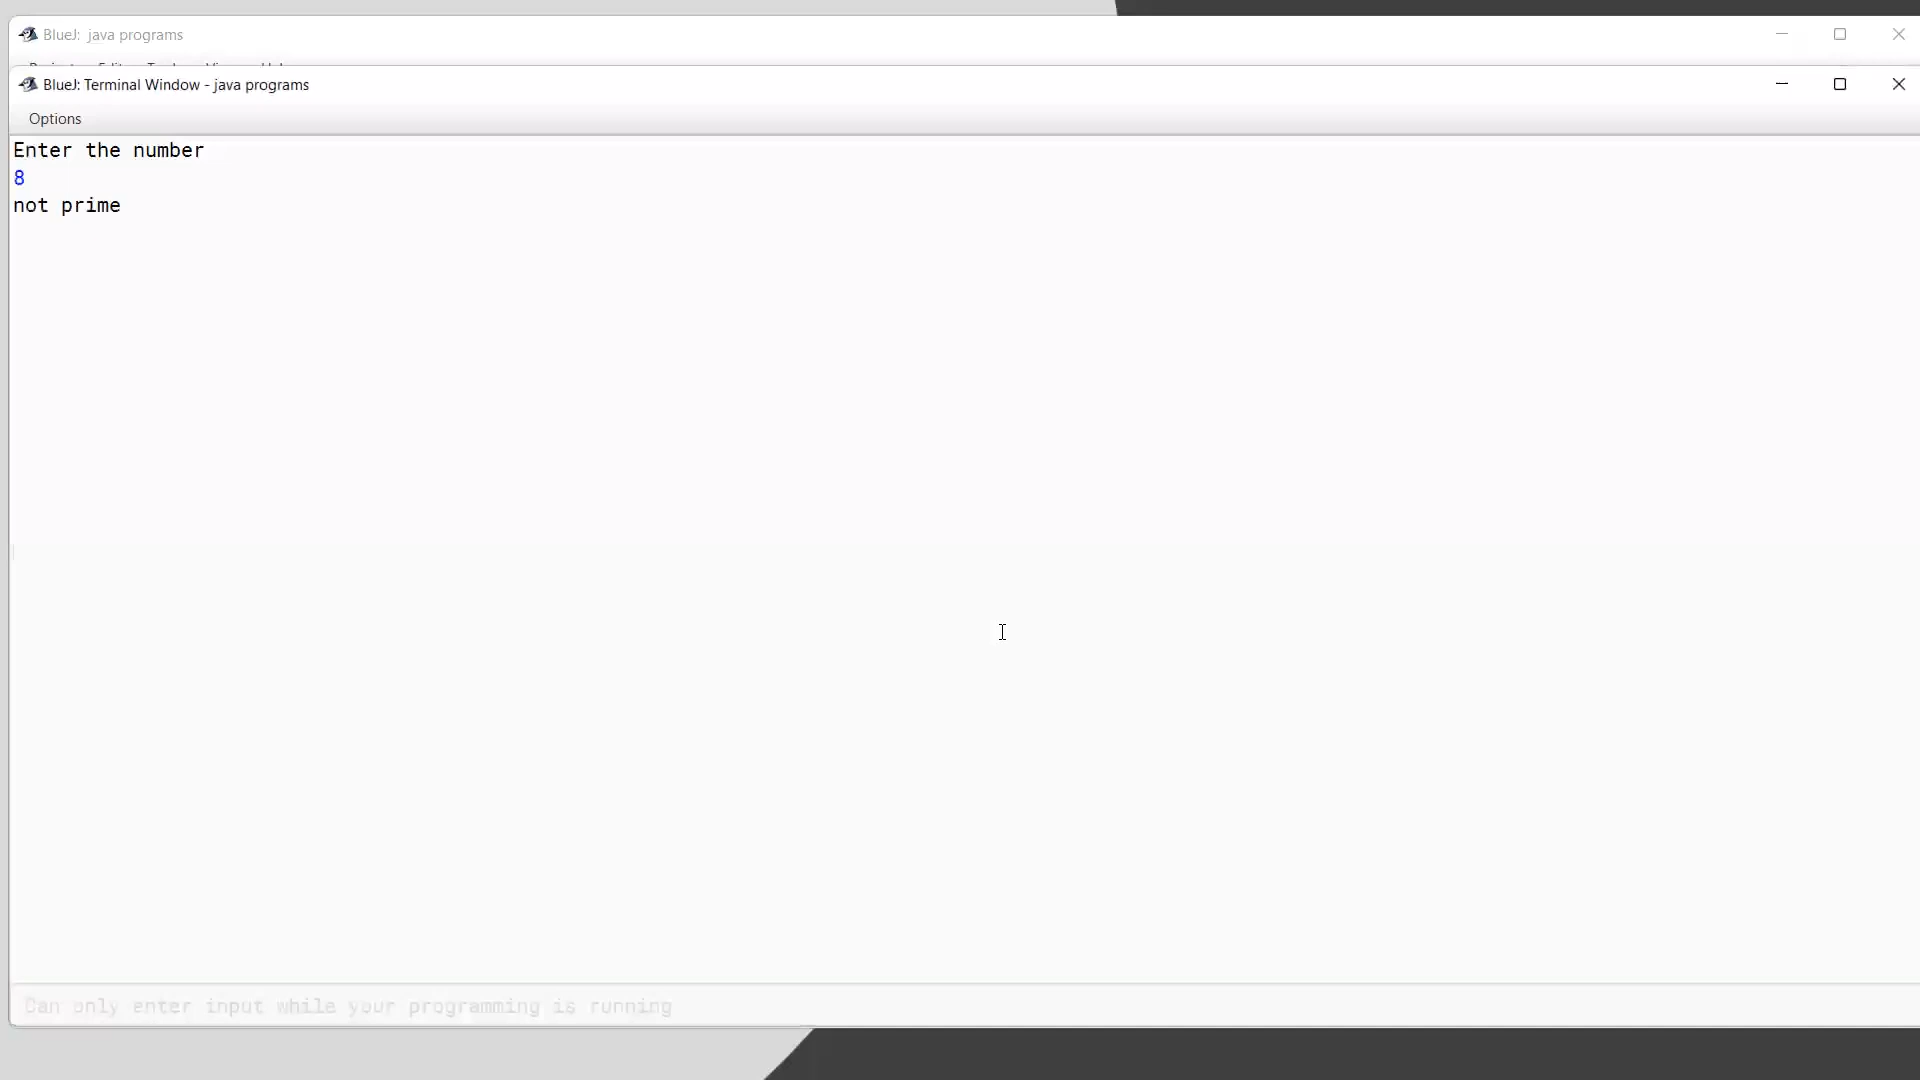 BlueJ: java programs
BlueJ: Terminal Window - java programs
Options
Enter the number
8
not prime
Can only enter input while your programming is running